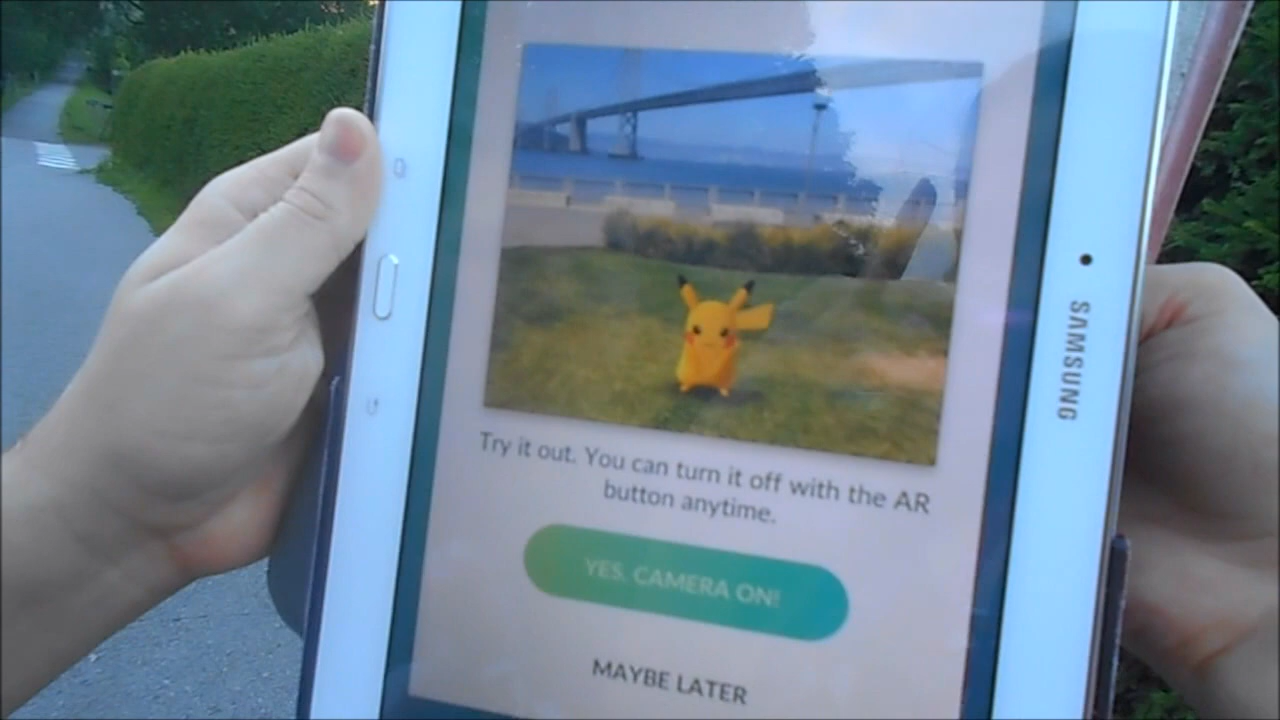 SAMSUNG
Try it out. You can turn it off with the AR
button anytime.
YES, CAMERA ON!
MAYBE LATER